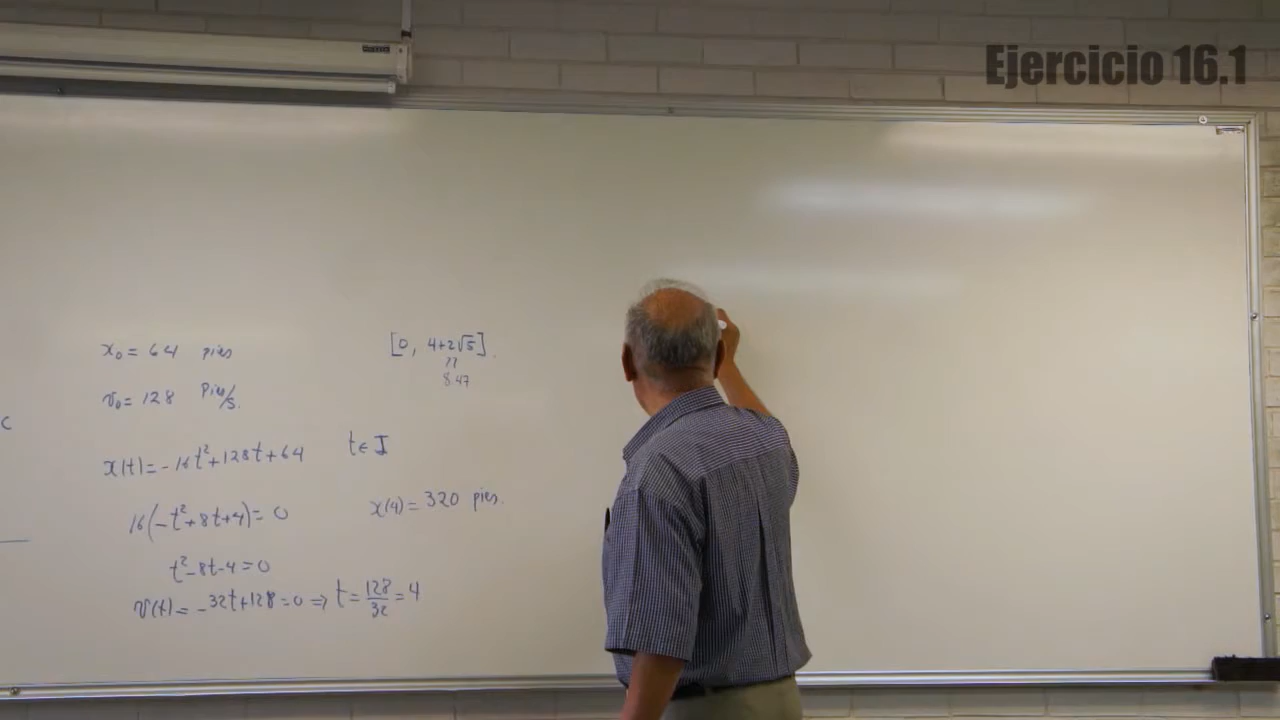 Ejercicio 16.1
x₀ = 64 pies
v₀ = 128 pies/s.
x(t) = -16t² + 128t + 64 t ∈ I
16(-t² + 8t + 4) = 0
t² - 8t - 4 = 0
v(t) = -32t + 128 = 0 ⇒ t = 128/32 = 4
[0, 4+2√5].
8.47
x(4) = 320 pies.
c